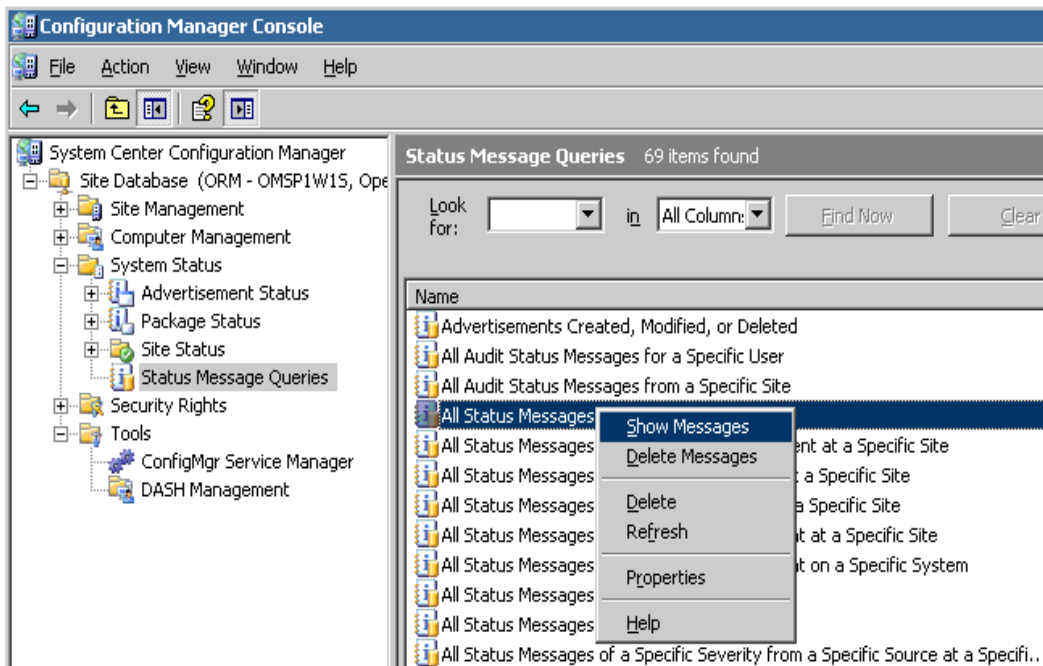 Configuration Manager Console
File Action View Window Help
System Center Configuration Manager
Site Database (ORM - OMSP1W1S, Ope
Site Management
Computer Management
System Status
Advertisement Status
Package Status
Site Status
Status Message Queries
Security Rights
Tools
ConfigMgr Service Manager
DASH Management
Status Message Queries 69 items found
Look for: in All Column: Find Now Clear
Name
Advertisements Created, Modified, or Deleted
All Audit Status Messages for a Specific User
All Audit Status Messages from a Specific Site
All Status Messages
All Status Messages ent at a Specific Site
All Status Messages t a Specific Site
All Status Messages a Specific Site
All Status Messages t at a Specific Site
All Status Messages t on a Specific System
All Status Messages
All Status Messages
All Status Messages of a Specific Severity from a Specific Source at a Specifi...
Show Messages
Delete Messages
Delete
Refresh
Properties
Help